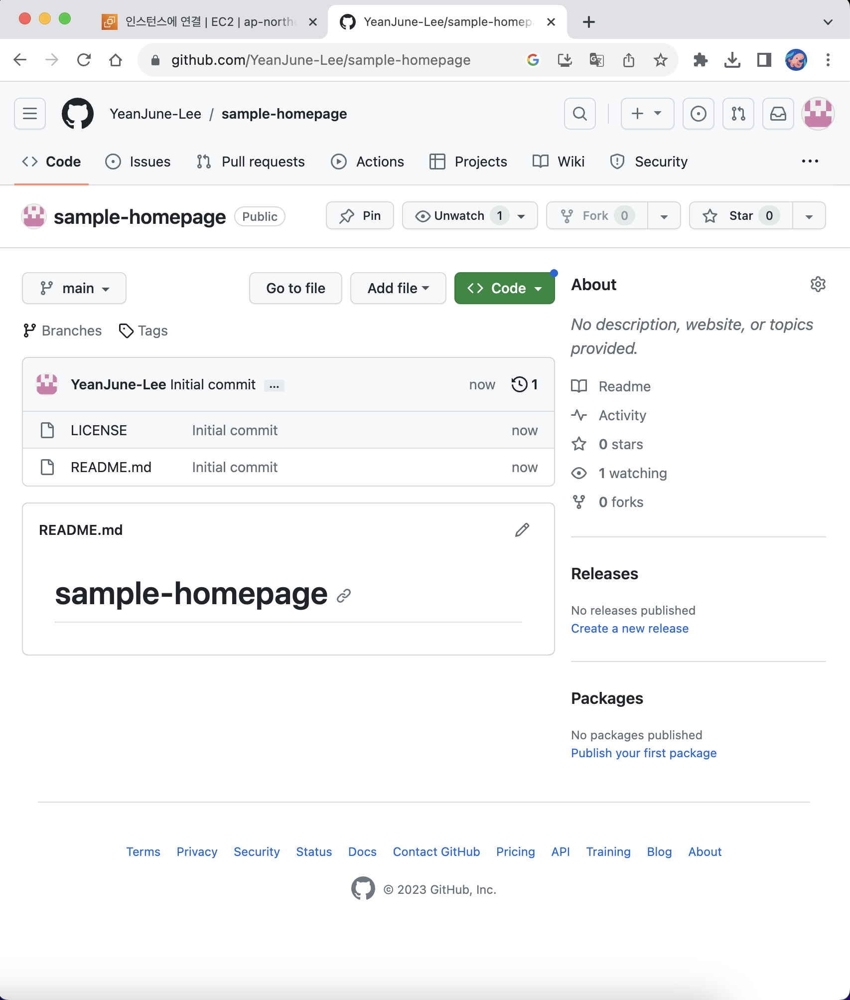 인스턴스에 연결 | EC2 | ap-north
YeanJune-Lee/sample-homep
github.com/YeanJune-Lee/sample-homepage
YeanJune-Lee / sample-homepage
Code Issues Pull requests Actions Projects Wiki Security
sample-homepage Public Pin Unwatch 1 Fork 0 Star 0
main Go to file Add file Code
Branches Tags
YeanJune-Lee Initial commit ... now 1
LICENSE Initial commit now
README.md Initial commit now
README.md
sample-homepage
About
No description, website, or topics
provided.
Readme
Activity
0 stars
1 watching
0 forks
Releases
No releases published
Create a new release
Packages
No packages published
Publish your first package
Terms Privacy Security Status Docs Contact GitHub Pricing API Training Blog About
© 2023 GitHub, Inc.